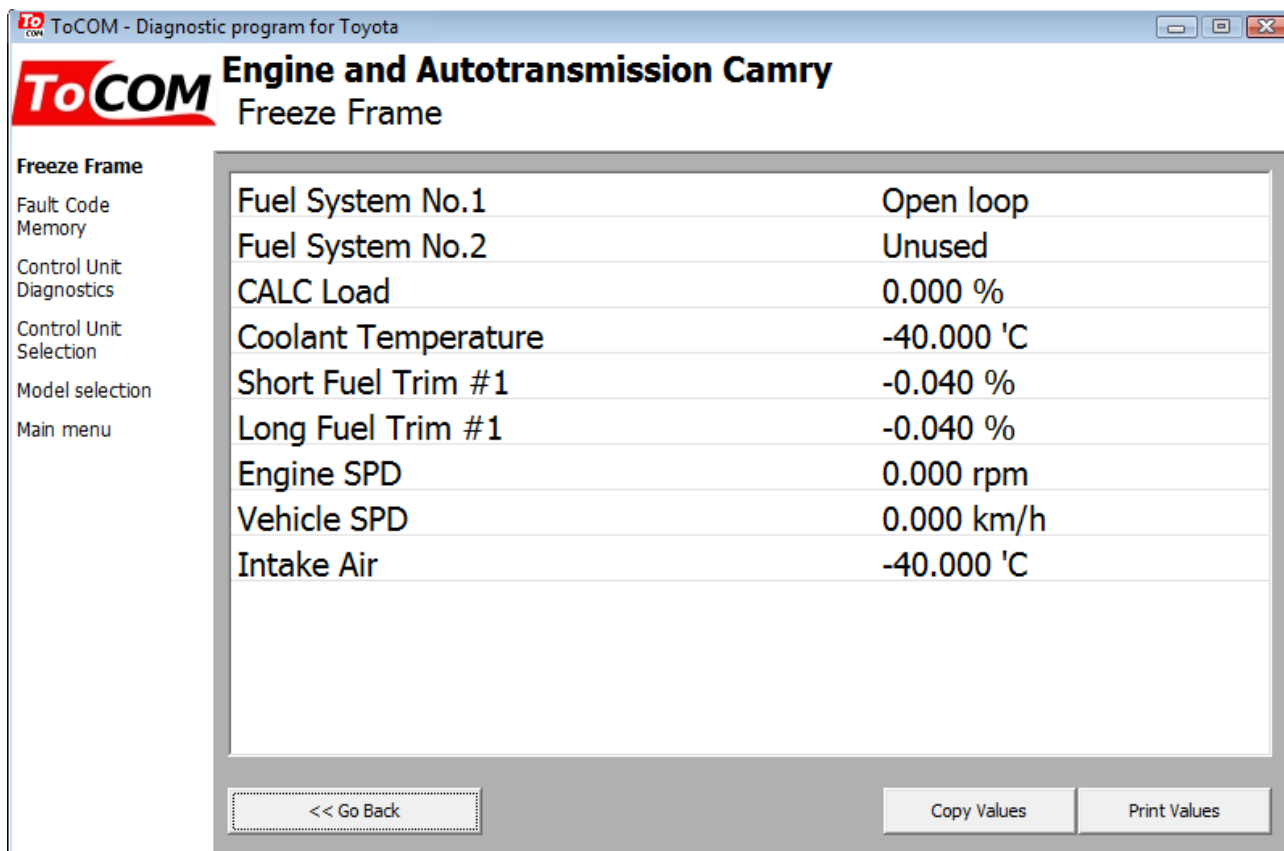 To
COM
ToCOM - Diagnostic program for Toyota
ToCOM
Engine and Autotransmission Camry
Freeze Frame
Freeze Frame
Fault Code
Memory
Control Unit
Diagnostics
Control Unit
Selection
Model selection
Main menu
Fuel System No.1 Open loop
Fuel System No.2 Unused
CALC Load 0.000 %
Coolant Temperature -40.000 'C
Short Fuel Trim #1 -0.040 %
Long Fuel Trim #1 -0.040 %
Engine SPD 0.000 rpm
Vehicle SPD 0.000 km/h
Intake Air -40.000 'C
<< Go Back
Copy Values
Print Values